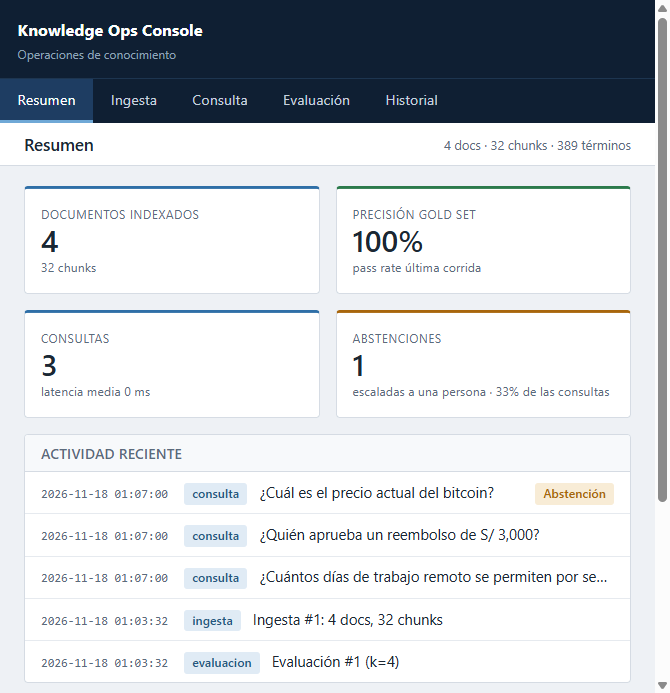 Knowledge Ops Console
Operaciones de conocimiento
Resumen Ingesta Consulta Evaluación Historial
Resumen 4 docs · 32 chunks · 389 términos
DOCUMENTOS INDEXADOS
4
32 chunks
PRECISIÓN GOLD SET
100%
pass rate última corrida
CONSULTAS
3
latencia media 0 ms
ABSTENCIONES
1
escaladas a una persona · 33% de las consultas
ACTIVIDAD RECIENTE
2026-11-18 01:07:00 consulta ¿Cuál es el precio actual del bitcoin? Abstención
2026-11-18 01:07:00 consulta ¿Quién aprueba un reembolso de S/ 3,000?
2026-11-18 01:07:00 consulta ¿Cuántos días de trabajo remoto se permiten por se...
2026-11-18 01:03:32 ingesta Ingesta #1: 4 docs, 32 chunks
2026-11-18 01:03:32 evaluacion Evaluación #1 (k=4)